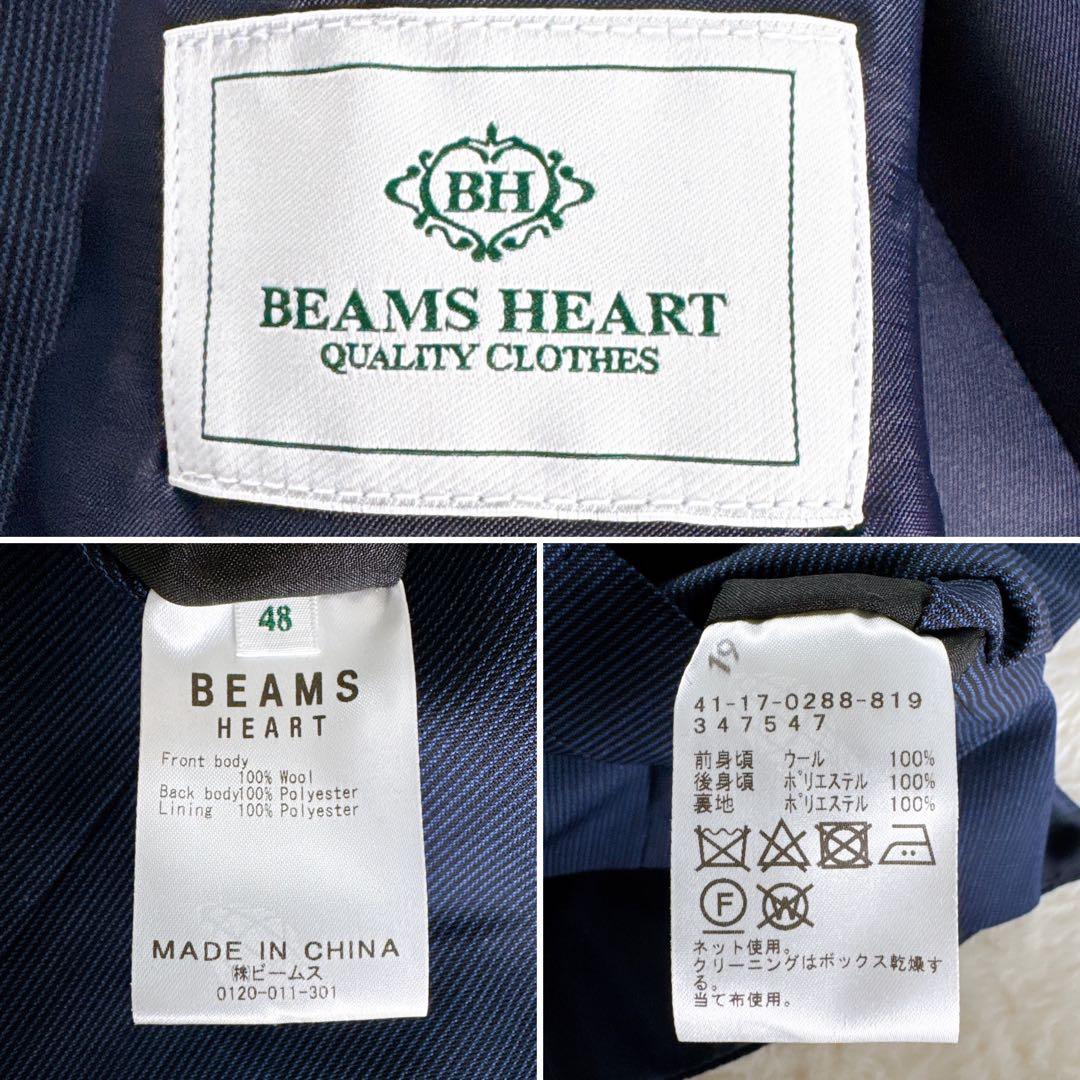 BH
BEAMS HEART
QUALITY CLOTHES
48
BEAMS
HEART
Front body
100% Wool
Back body100% Polyester
Lining 100% Polyester
MADE IN CHINA
㈱ビームス
0120-011-301
19
41-17-0288-819
347547
前身頃 ウール 100%
後身頃 ポリエステル 100%
裏地 ポリエステル 100%
F W
ネット使用。
クリーニングはボックス乾燥す
る。
当て布使用。